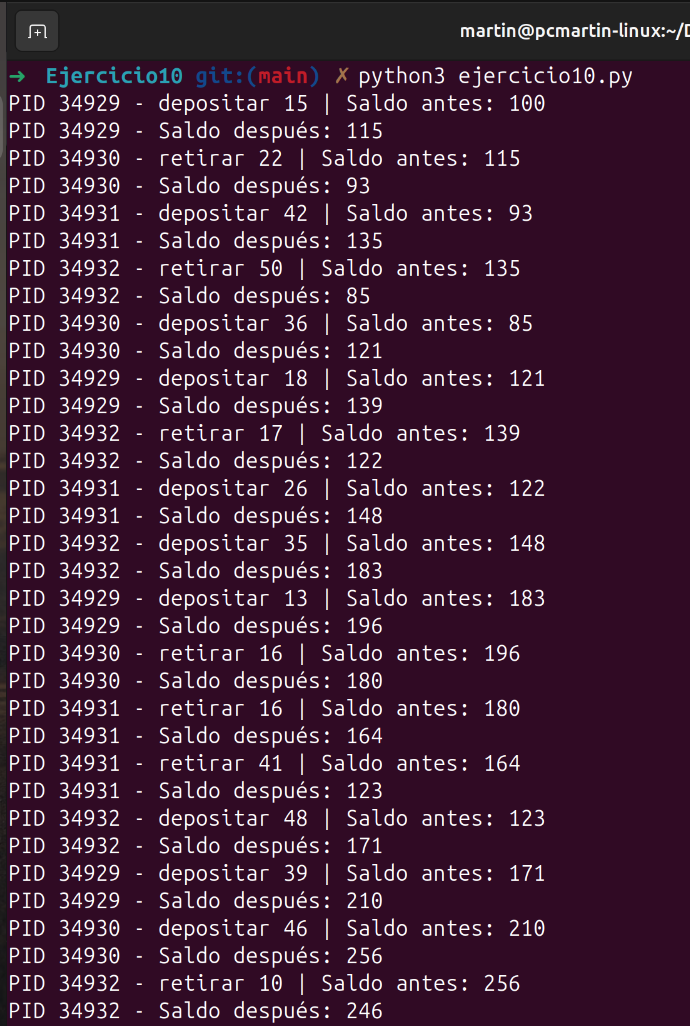 martin@pcmartin-linux:~/D
➜ Ejercicio10 git:(main) ✗ python3 ejercicio10.py
PID 34929 - depositar 15 | Saldo antes: 100
PID 34929 - Saldo después: 115
PID 34930 - retirar 22 | Saldo antes: 115
PID 34930 - Saldo después: 93
PID 34931 - depositar 42 | Saldo antes: 93
PID 34931 - Saldo después: 135
PID 34932 - retirar 50 | Saldo antes: 135
PID 34932 - Saldo después: 85
PID 34930 - depositar 36 | Saldo antes: 85
PID 34930 - Saldo después: 121
PID 34929 - depositar 18 | Saldo antes: 121
PID 34929 - Saldo después: 139
PID 34932 - retirar 17 | Saldo antes: 139
PID 34932 - Saldo después: 122
PID 34931 - depositar 26 | Saldo antes: 122
PID 34931 - Saldo después: 148
PID 34932 - depositar 35 | Saldo antes: 148
PID 34932 - Saldo después: 183
PID 34929 - depositar 13 | Saldo antes: 183
PID 34929 - Saldo después: 196
PID 34930 - retirar 16 | Saldo antes: 196
PID 34930 - Saldo después: 180
PID 34931 - retirar 16 | Saldo antes: 180
PID 34931 - Saldo después: 164
PID 34931 - retirar 41 | Saldo antes: 164
PID 34931 - Saldo después: 123
PID 34932 - depositar 48 | Saldo antes: 123
PID 34932 - Saldo después: 171
PID 34929 - depositar 39 | Saldo antes: 171
PID 34929 - Saldo después: 210
PID 34930 - depositar 46 | Saldo antes: 210
PID 34930 - Saldo después: 256
PID 34932 - retirar 10 | Saldo antes: 256
PID 34932 - Saldo después: 246